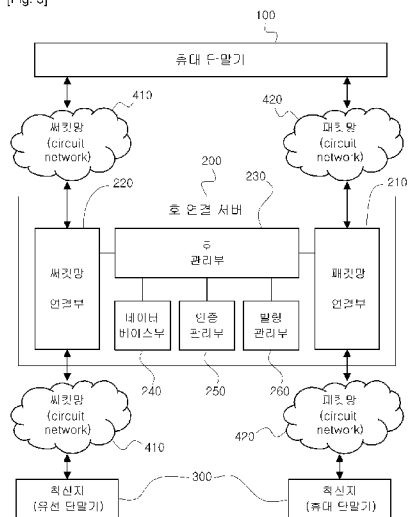 100
휴대 단말기
410
420
써킷망
(circuit
network)
패킷망
(circuit
network)
200
220
230
210
호 연결 서버
호
관리부
써킷망
연결부
패킷망
연결부
데이터
베이스부
인증
관리부
빌링
관리부
240
250
260
써킷망
(circuit
network)
패킷망
(circuit
network)
410
420
300
착신지
(유선 단말기)
착신지
(휴대 단말기)